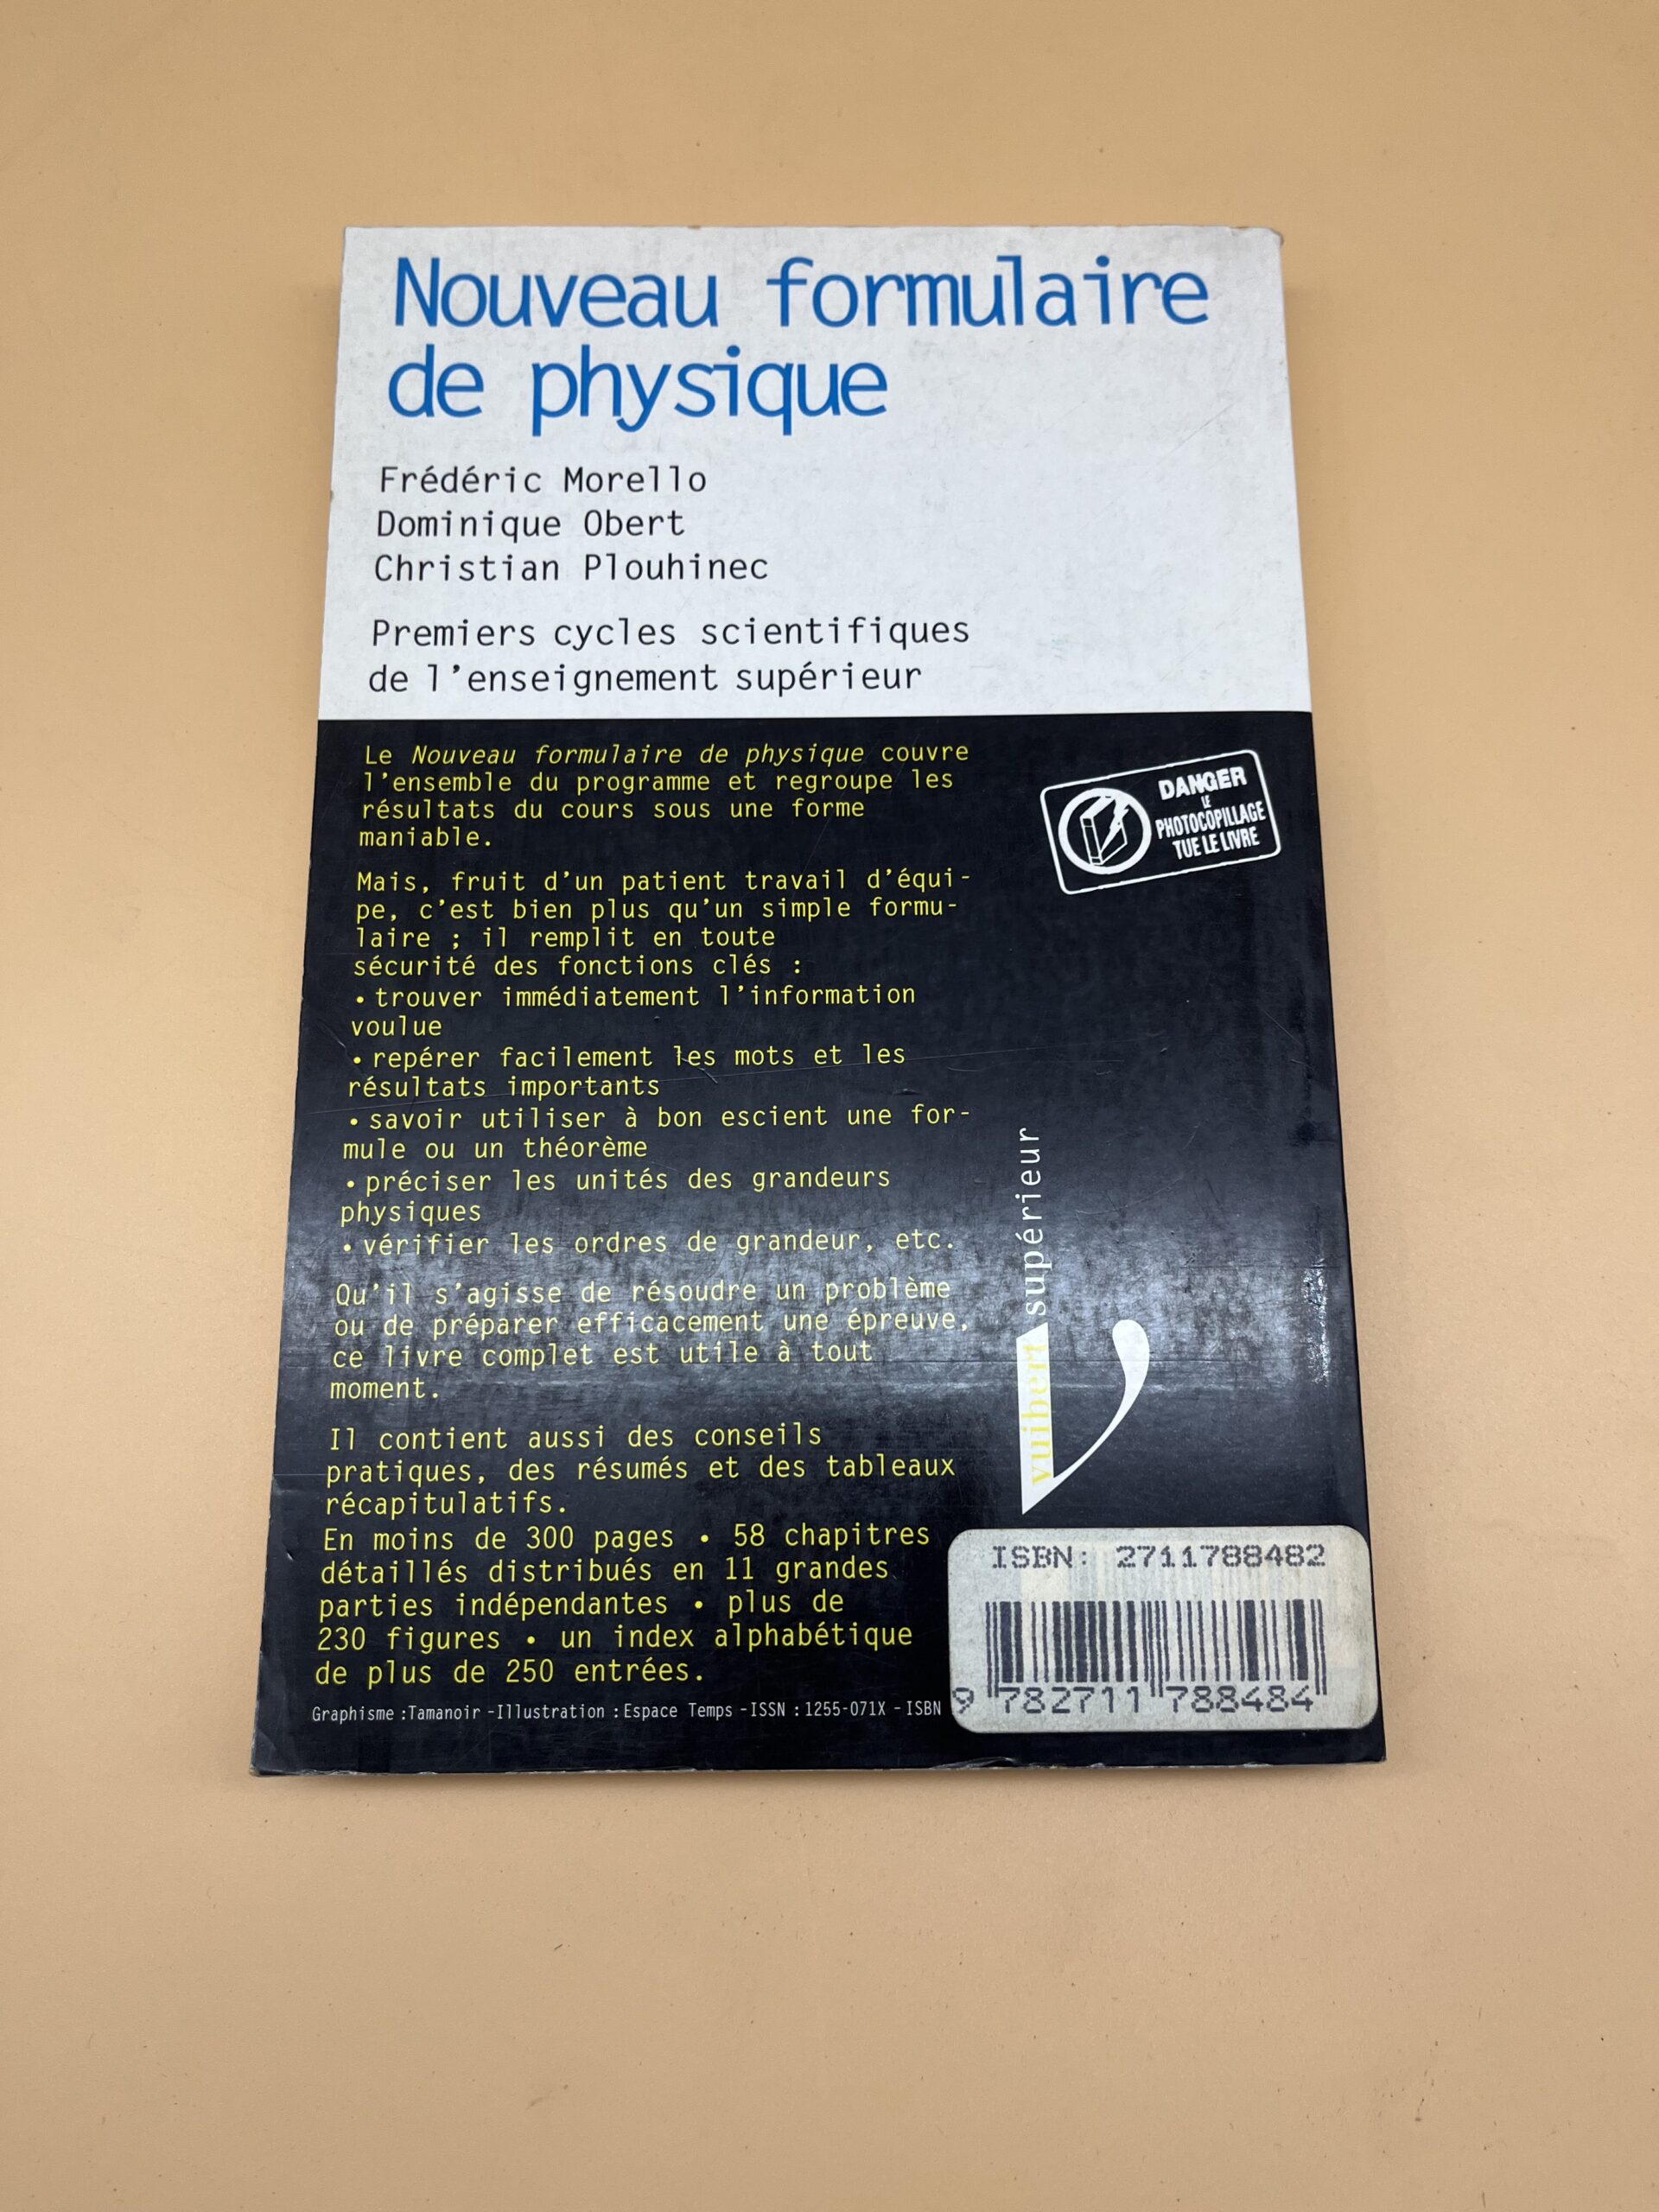 Nouveau formulaire
de physique
Frédéric Morello
Dominique Obert
Christian Plouhinec
Premiers cycles scientifiques
de l'enseignement supérieur
Le Nouveau formulaire de physique couvre
l'ensemble du programme et regroupe les
résultats du cours sous une forme
maniable.
Mais, fruit d'un patient travail d'équi-
pe, c'est bien plus qu'un simple formu-
laire ; il remplit en toute
sécurité des fonctions clés :
• trouver immédiatement l'information
voulue
• repérer facilement les mots et les
résultats importants
• savoir utiliser à bon escient une for-
mule ou un théorème
• préciser les unités des grandeurs
physiques
• vérifier les ordres de grandeur, etc.
Qu'il s'agisse de résoudre un problème
ou de préparer efficacement une épreuve,
ce livre complet est utile à tout
moment.
Il contient aussi des conseils
pratiques, des résumés et des tableaux
récapitulatifs.
En moins de 300 pages • 58 chapitres
détaillés distribués en 11 grandes
parties indépendantes • plus de
230 figures • un index alphabétique
de plus de 250 entrées.
Graphisme :Tamanoir -Illustration : Espace Temps -ISSN : 1255-071X - ISBN
DANGER
LE
PHOTOCOPILLAGE
TUE LE LIVRE
vuibert supérieur
ISBN: 2711788482
9 782711 788484